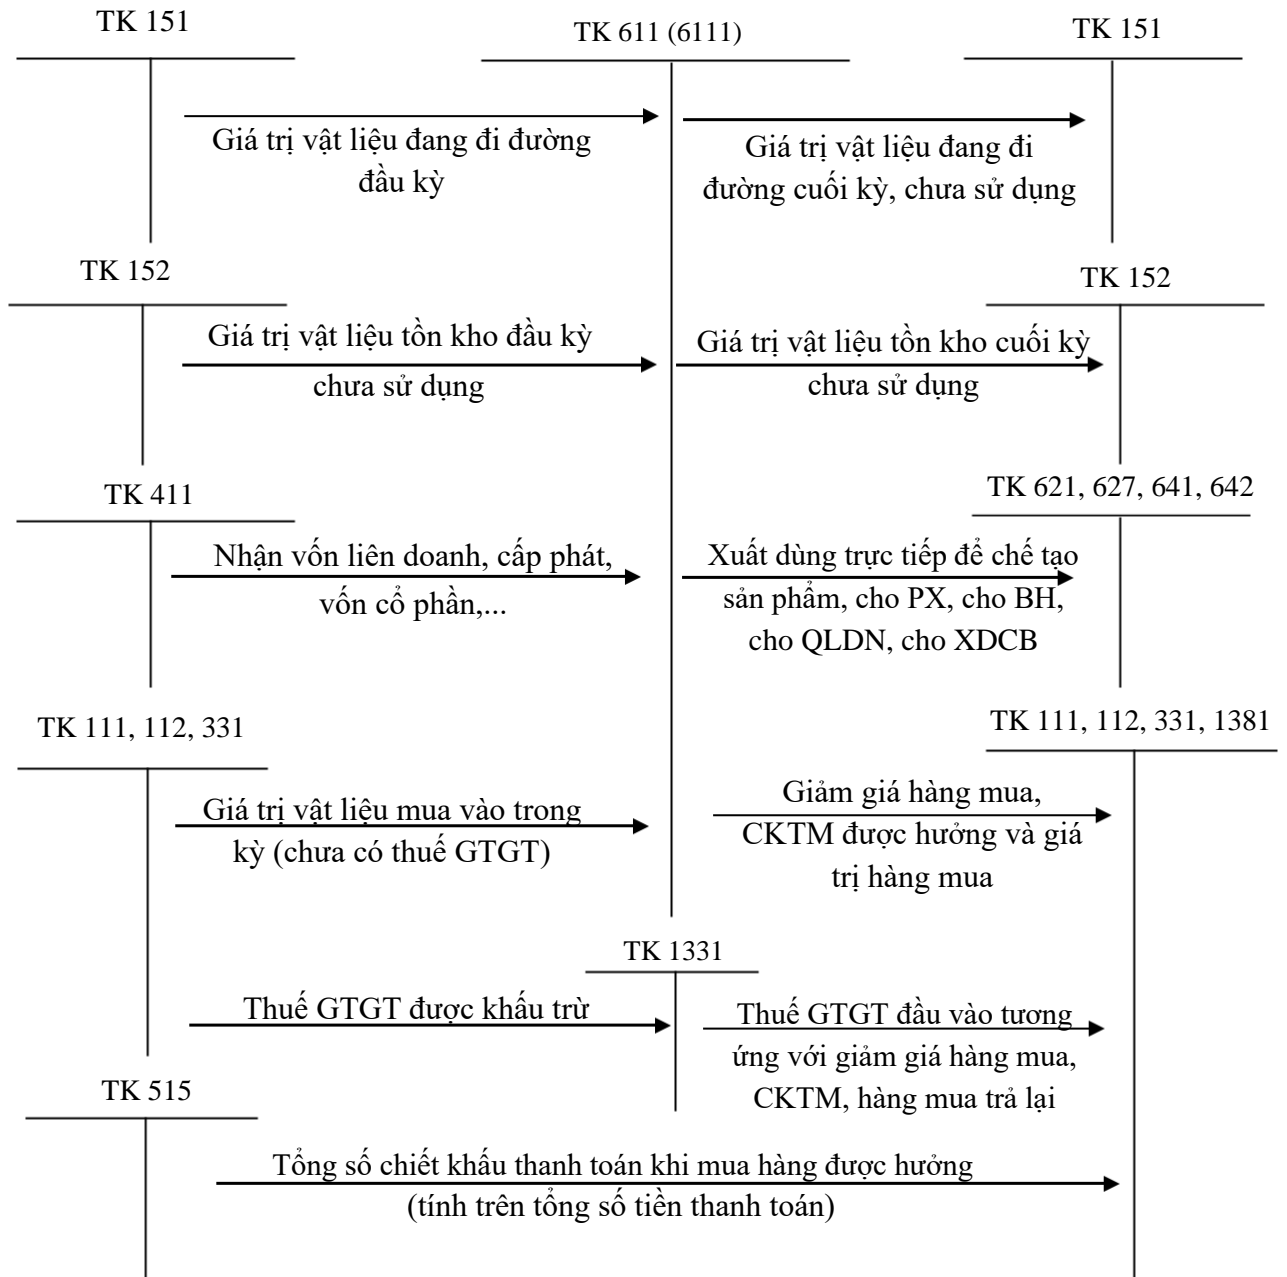 TK 151
TK 611 (6111)
TK 151
Giá trị vật liệu đang đi đường
đầu kỳ
Giá trị vật liệu đang đi
đường cuối kỳ, chưa sử dụng
TK 152
TK 152
Giá trị vật liệu tồn kho đầu kỳ
chưa sử dụng
Giá trị vật liệu tồn kho cuối kỳ
chưa sử dụng
TK 411
TK 621, 627, 641, 642
Nhận vốn liên doanh, cấp phát,
vốn cổ phần,...
Xuất dùng trực tiếp để chế tạo
sản phẩm, cho PX, cho BH,
cho QLDN, cho XDCB
TK 111, 112, 331
TK 111, 112, 331, 1381
Giá trị vật liệu mua vào trong
kỳ (chưa có thuế GTGT)
Giảm giá hàng mua,
CKTM được hưởng và giá
trị hàng mua
TK 1331
Thuế GTGT được khấu trừ
Thuế GTGT đầu vào tương
ứng với giảm giá hàng mua,
CKTM, hàng mua trả lại
TK 515
Tổng số chiết khấu thanh toán khi mua hàng được hưởng
(tính trên tổng số tiền thanh toán)